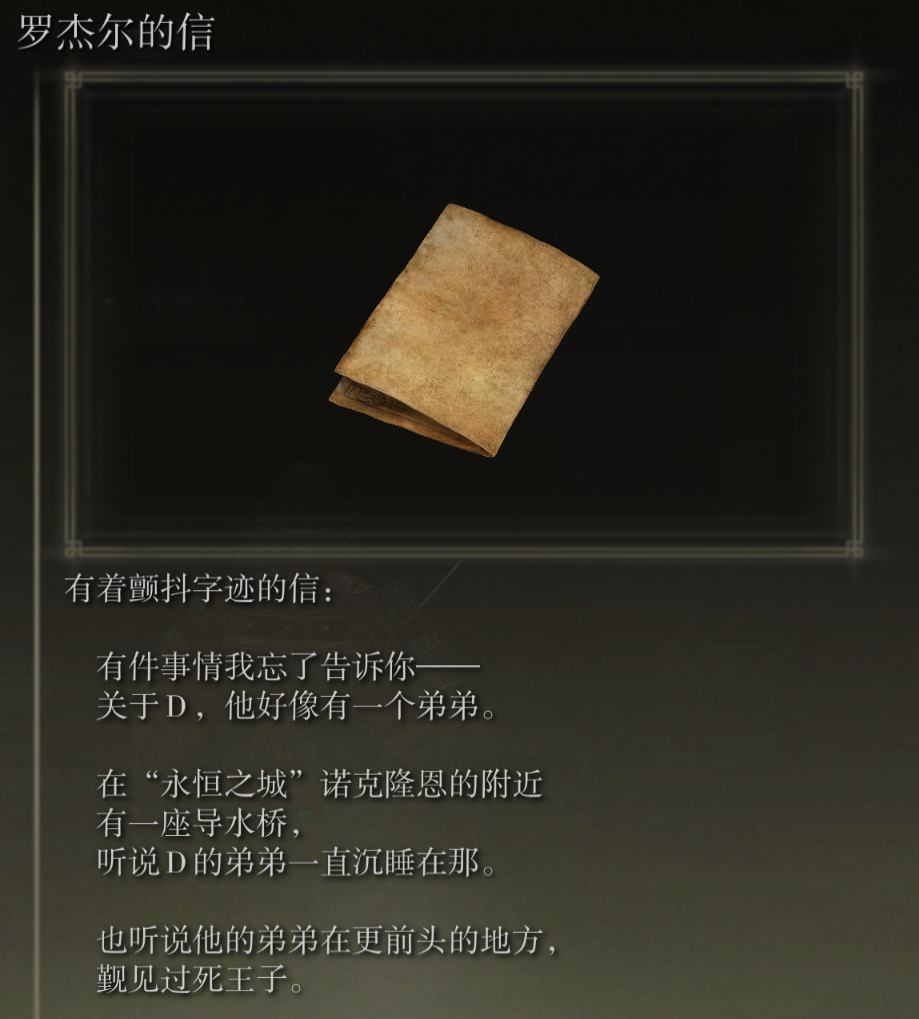 罗杰尔的信
有着颤抖字迹的信：
有件事情我忘了告诉你——
关于D，他好像有一个弟弟。
在“永恒之城”诺克隆恩的附近
有一座导水桥，
听说D的弟弟一直沉睡在那。
也听说他的弟弟在更前头的地方，
觐见过死王子。